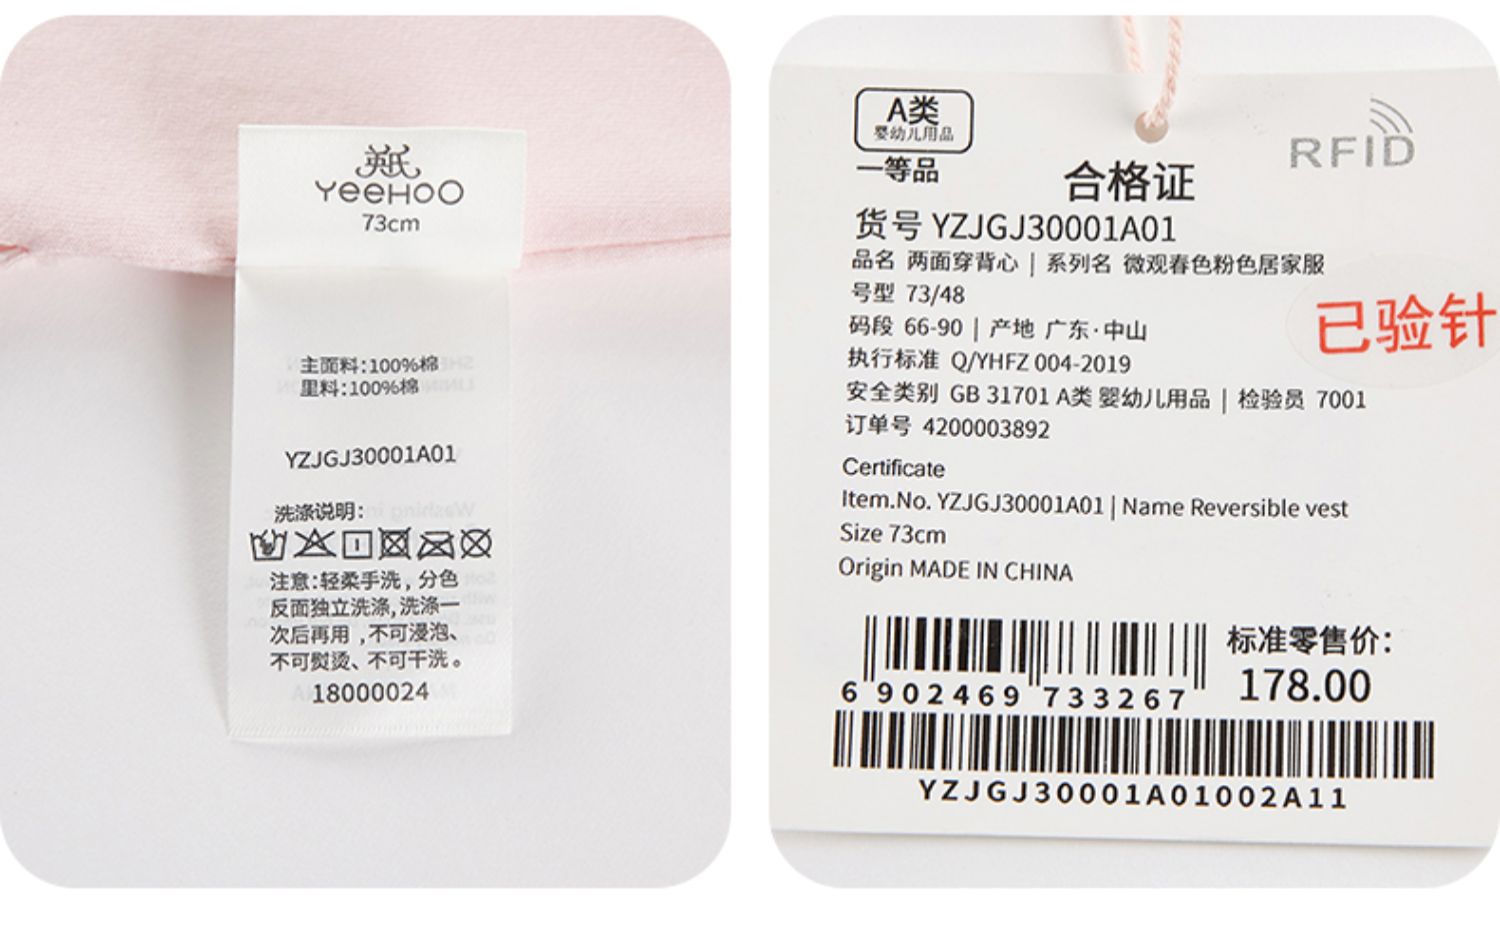 英氏
YeeHoO
73cm
主面料:100%棉
里料:100%棉
YZJGJ30001A01
洗涤说明:
注意:轻柔手洗, 分色
反面独立洗涤,洗涤一
次后再用 ,不可浸泡、
不可熨烫、不可干洗。
18000024
A类
婴幼儿用品
一等品
RFID
合格证
货号 YZJGJ30001A01
品名 两面穿背心 | 系列名 微观春色粉色居家服
号型 73/48
码段 66-90 | 产地 广东·中山
执行标准 Q/YHFZ 004-2019
安全类别 GB 31701 A类 婴幼儿用品 | 检验员 7001
订单号 4200003892
已验针
Certificate
Item.No. YZJGJ30001A01 | Name Reversible vest
Size 73cm
Origin MADE IN CHINA
6 902469 733267
标准零售价:
178.00
YZJGJ30001A01002A11